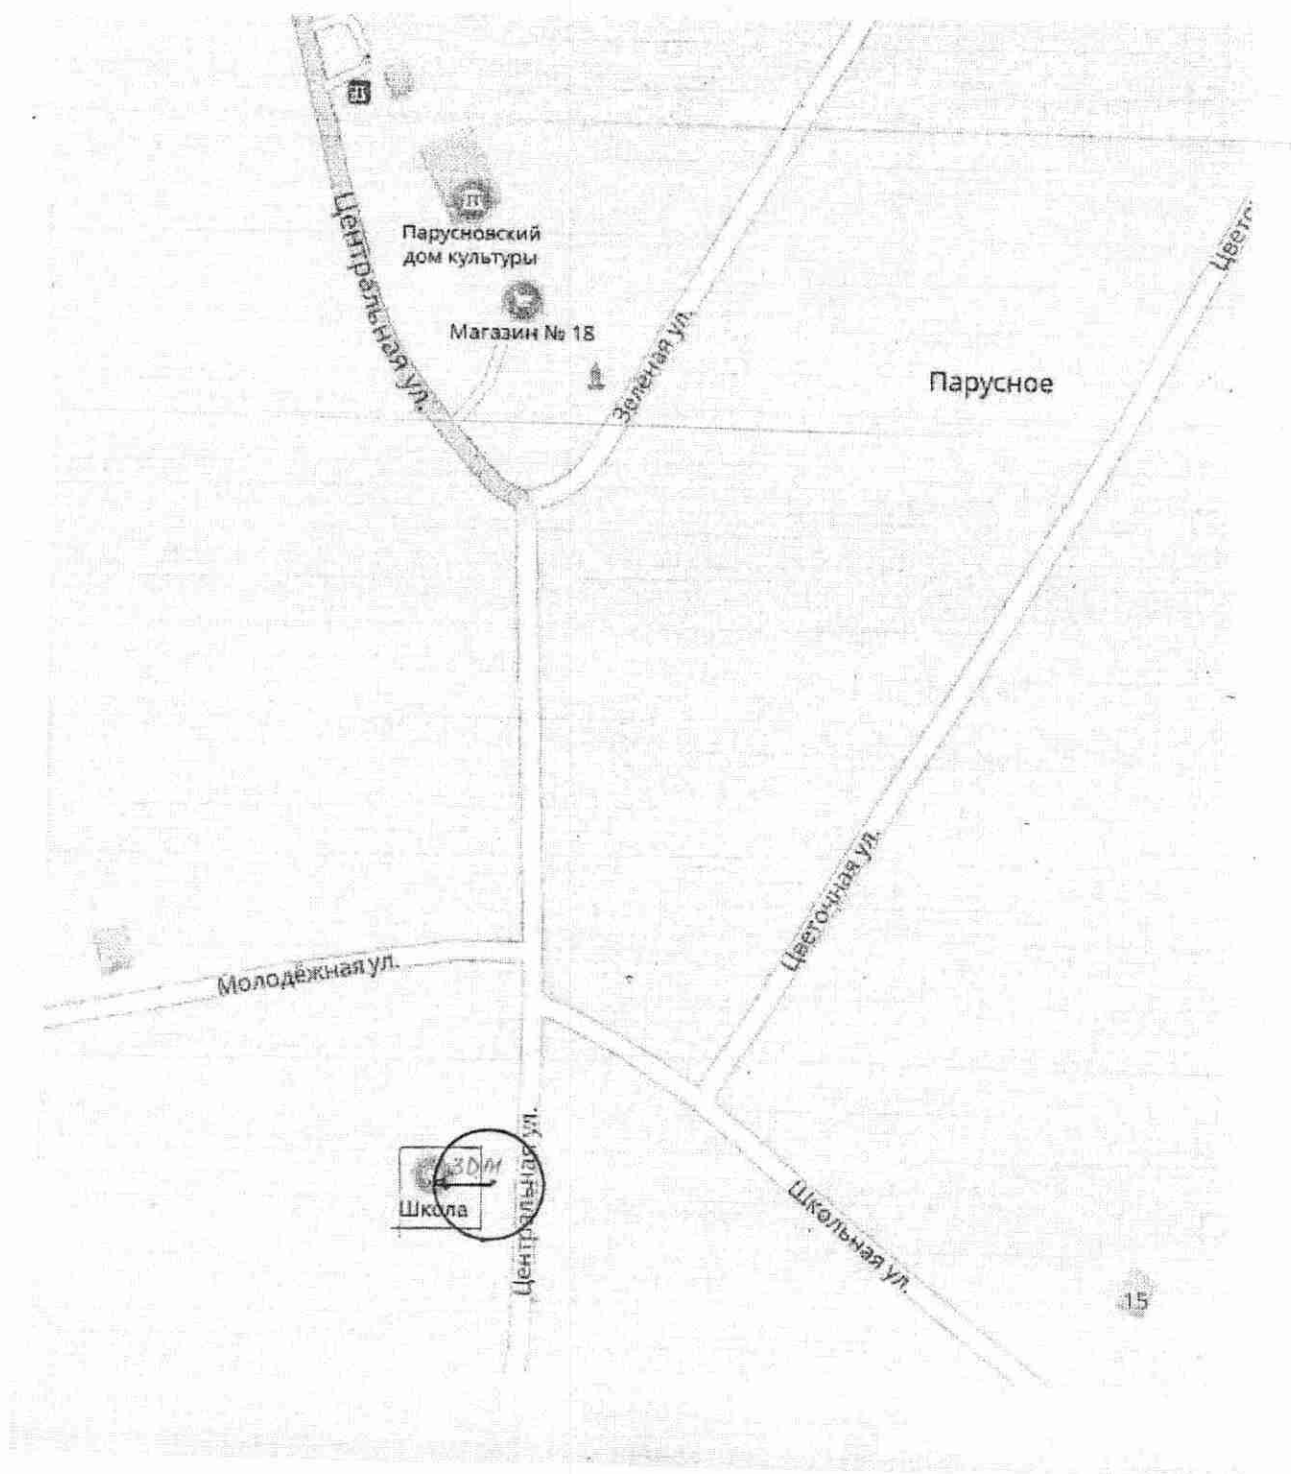 Центральная ул.
Парусновский
дом культуры
Магазин № 18
Зеленая ул.
Парусное
Цвето
Цветочная ул.
Молодёжная ул.
30м
Школа
Центральная ул.
Школьная ул.
15